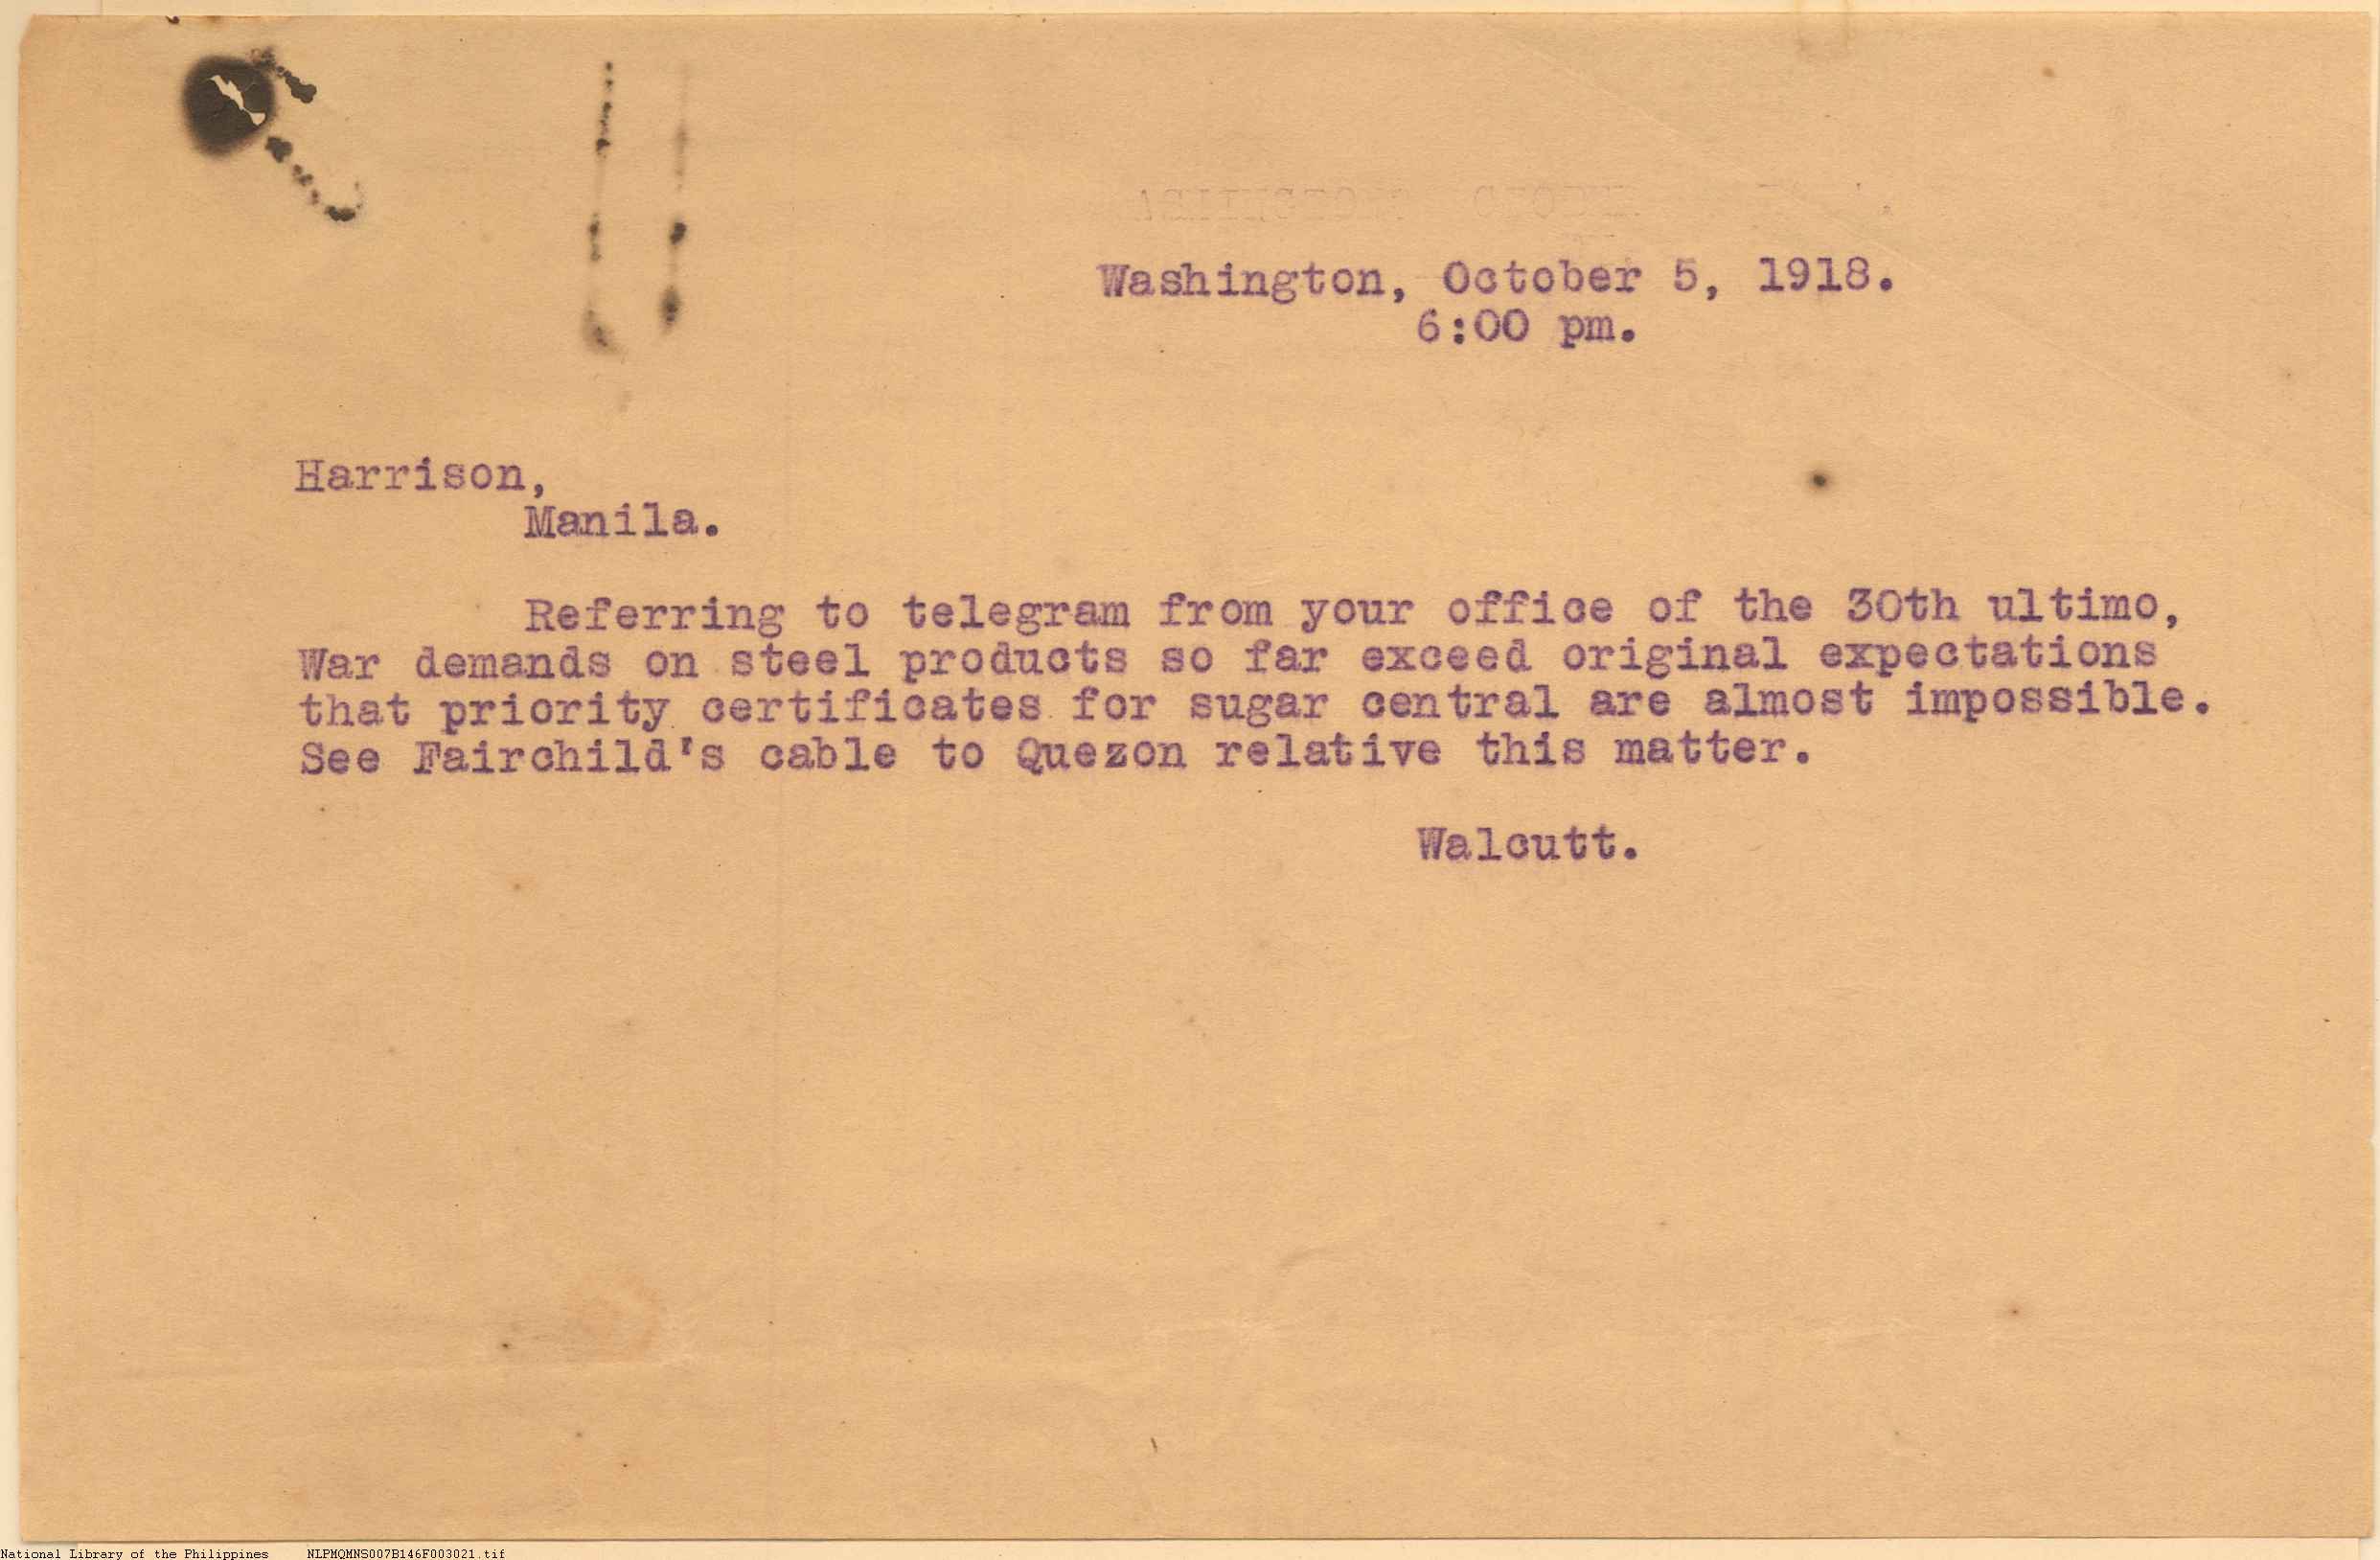 Washington, October 5, 1918.
6:00 pm.
Harrison,
Manila.
Referring to telegram from your office of the 30th ultimo,
War demands on steel products so far exceed original expectations
that priority certificates for sugar central are almost impossible.
See Fairchild's cable to Quezon relative this matter.
Walcutt.
National Library of the Philippines NLPMQMNS007B146F003021.tif